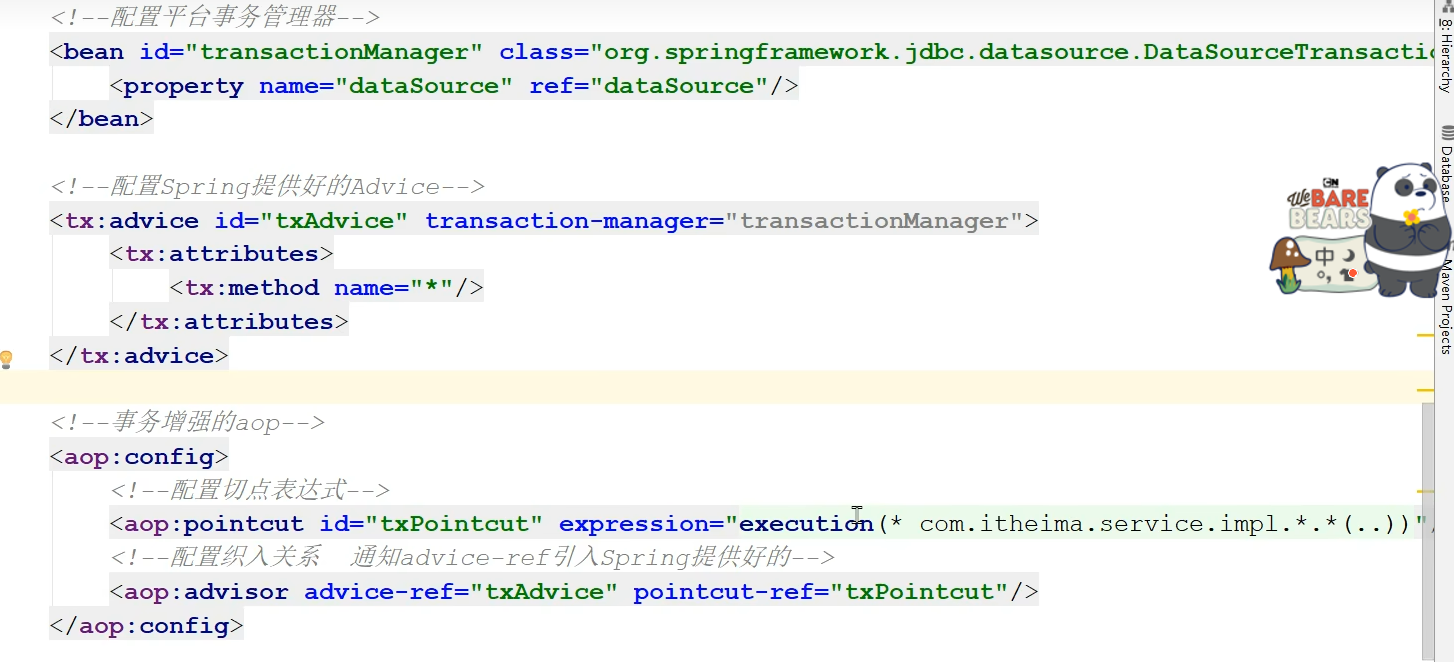 <!--配置平台事务管理器-->
<bean id="transactionManager" class="org.springframework.jdbc.datasource.DataSourceTransactio
<property name="dataSource" ref="dataSource"/>
</bean>
<!--配置Spring提供好的Advice-->
<tx:advice id="txAdvice" transaction-manager="transactionManager">
<tx:attributes>
<tx:method name="*"/>
</tx:attributes>
</tx:advice>
<!--事务增强的aop-->
<aop:config>
<!--配置切点表达式-->
<aop:pointcut id="txPointcut" expression="execution(* com.itheima.service.impl.*.*(..))"/
<!--配置织入关系 通知advice-ref引入Spring提供好的-->
<aop:advisor advice-ref="txAdvice" pointcut-ref="txPointcut"/>
</aop:config>
8: Hierarchy
Database
Maven Projects
CN
We BARE
BEARS
中